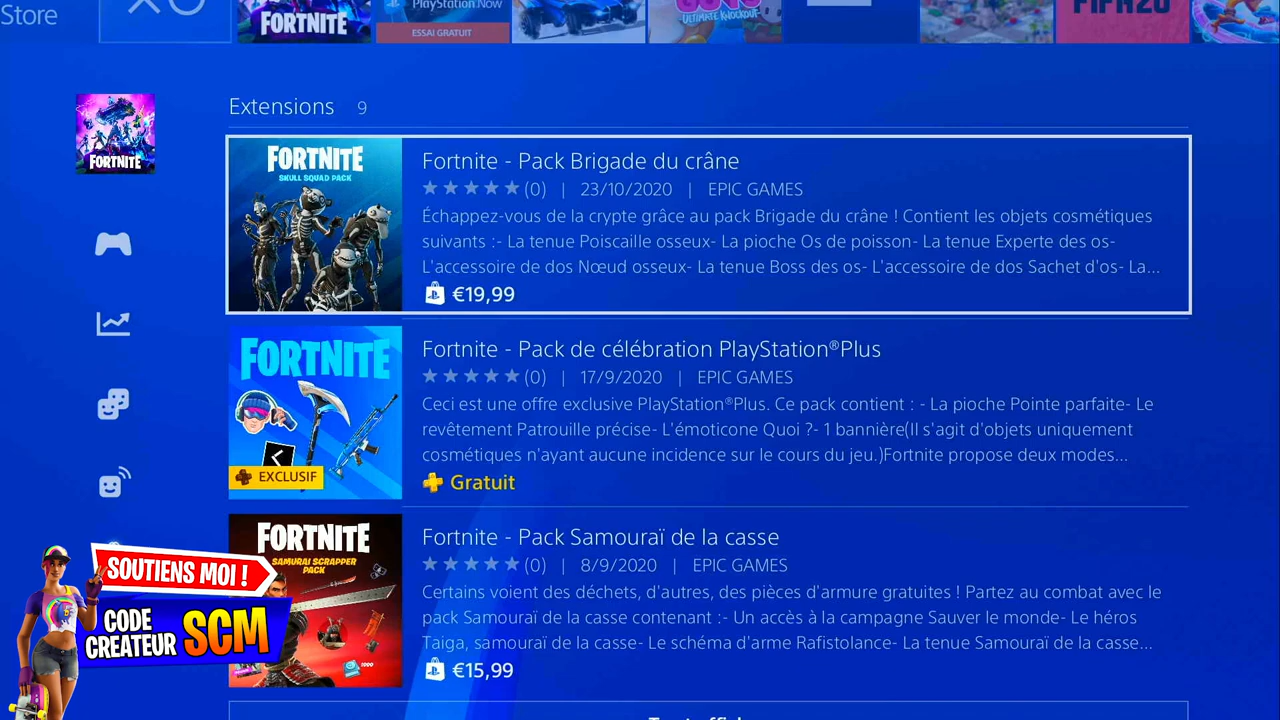 Store
FORTNITE
PlayStation Now
ESSAI GRATUIT
ULTIMATE KNOCKOUT
FIFA 20
FORTNITE
Extensions 9
FORTNITE
SKULL SQUAD PACK
Fortnite - Pack Brigade du crâne
(0) | 23/10/2020 | EPIC GAMES
Échappez-vous de la crypte grâce au pack Brigade du crâne ! Contient les objets cosmétiques
suivants :- La tenue Poiscaille osseux- La pioche Os de poisson- La tenue Experte des os-
L'accessoire de dos Nœud osseux- La tenue Boss des os- L'accessoire de dos Sachet d'os- La...
€19,99
FORTNITE
EXCLUSIF
Fortnite - Pack de célébration PlayStation®Plus
(0) | 17/9/2020 | EPIC GAMES
Ceci est une offre exclusive PlayStation®Plus. Ce pack contient : - La pioche Pointe parfaite- Le
revêtement Patrouille précise- L'émoticone Quoi ?- 1 bannière(Il s'agit d'objets uniquement
cosmétiques n'ayant aucune incidence sur le cours du jeu.)Fortnite propose deux modes...
Gratuit
FORTNITE
SAMURAI SCRAPPER
PACK
1000
Fortnite - Pack Samouraï de la casse
(0) | 8/9/2020 | EPIC GAMES
Certains voient des déchets, d'autres, des pièces d'armure gratuites ! Partez au combat avec le
pack Samouraï de la casse contenant :- Un accès à la campagne Sauver le monde- Le héros
Taiga, samouraï de la casse- Le schéma d'arme Rafistolance- La tenue Samouraï de la casse...
€15,99
SOUTIENS MOI !
CODE
CREATEUR SCM